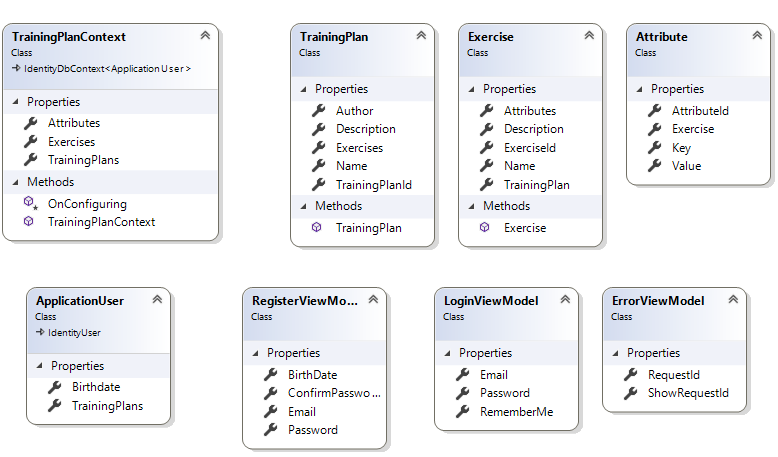 TrainingPlanContext
Class
IdentityDbContext<ApplicationUser>
Properties
Attributes
Exercises
TrainingPlans
Methods
OnConfiguring
TrainingPlanContext
TrainingPlan
Class
Properties
Author
Description
Exercises
Name
TrainingPlanId
Methods
TrainingPlan
Exercise
Class
Properties
Attributes
Description
ExerciseId
Name
TrainingPlan
Methods
Exercise
Attribute
Class
Properties
AttributeId
Exercise
Key
Value
ApplicationUser
Class
IdentityUser
Properties
Birthdate
TrainingPlans
RegisterViewMo...
Class
Properties
BirthDate
ConfirmPasswo...
Email
Password
LoginViewModel
Class
Properties
Email
Password
RememberMe
ErrorViewModel
Class
Properties
RequestId
ShowRequestId